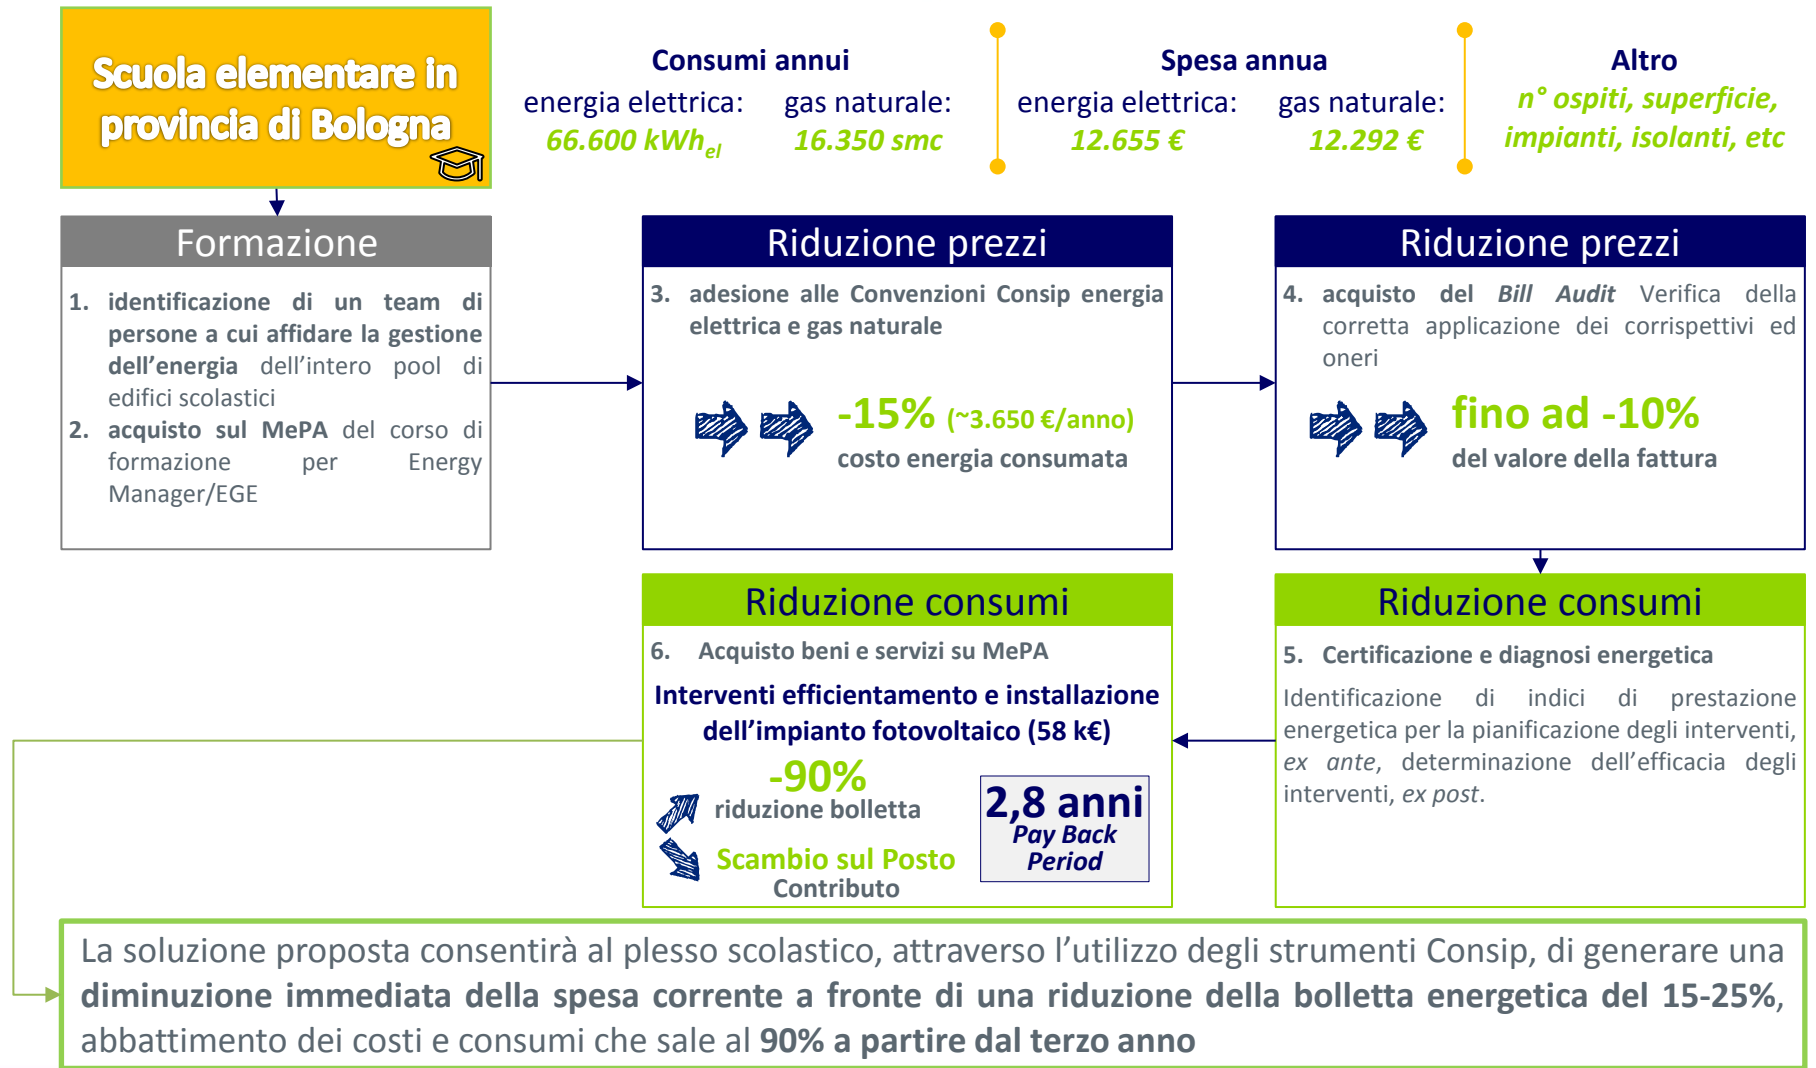 Scuola elementare in
provincia di Bologna
Consumi annui
energia elettrica: gas naturale:
66.600 kWhel 16.350 smc
Spesa annua
energia elettrica: gas naturale:
12.655 € 12.292 €
Altro
n° ospiti, superficie,
impianti, isolanti, etc
Formazione
1. identificazione di un team di
persone a cui affidare la gestione
dell’energia dell’intero pool di
edifici scolastici
2. acquisto sul MePA del corso di
formazione per Energy
Manager/EGE
Riduzione prezzi
3. adesione alle Convenzioni Consip energia
elettrica e gas naturale
-15% (~3.650 €/anno)
costo energia consumata
Riduzione prezzi
4. acquisto del Bill Audit Verifica della
corretta applicazione dei corrispettivi ed
oneri
fino ad -10%
del valore della fattura
Riduzione consumi
5. Certificazione e diagnosi energetica
Identificazione di indici di prestazione
energetica per la pianificazione degli interventi,
ex ante, determinazione dell’efficacia degli
interventi, ex post.
Riduzione consumi
6. Acquisto beni e servizi su MePA
Interventi efficientamento e installazione
dell’impianto fotovoltaico (58 k€)
-90%
riduzione bolletta
Scambio sul Posto
Contributo
2,8 anni
Pay Back
Period
La soluzione proposta consentirà al plesso scolastico, attraverso l’utilizzo degli strumenti Consip, di generare una
diminuzione immediata della spesa corrente a fronte di una riduzione della bolletta energetica del 15-25%,
abbattimento dei costi e consumi che sale al 90% a partire dal terzo anno